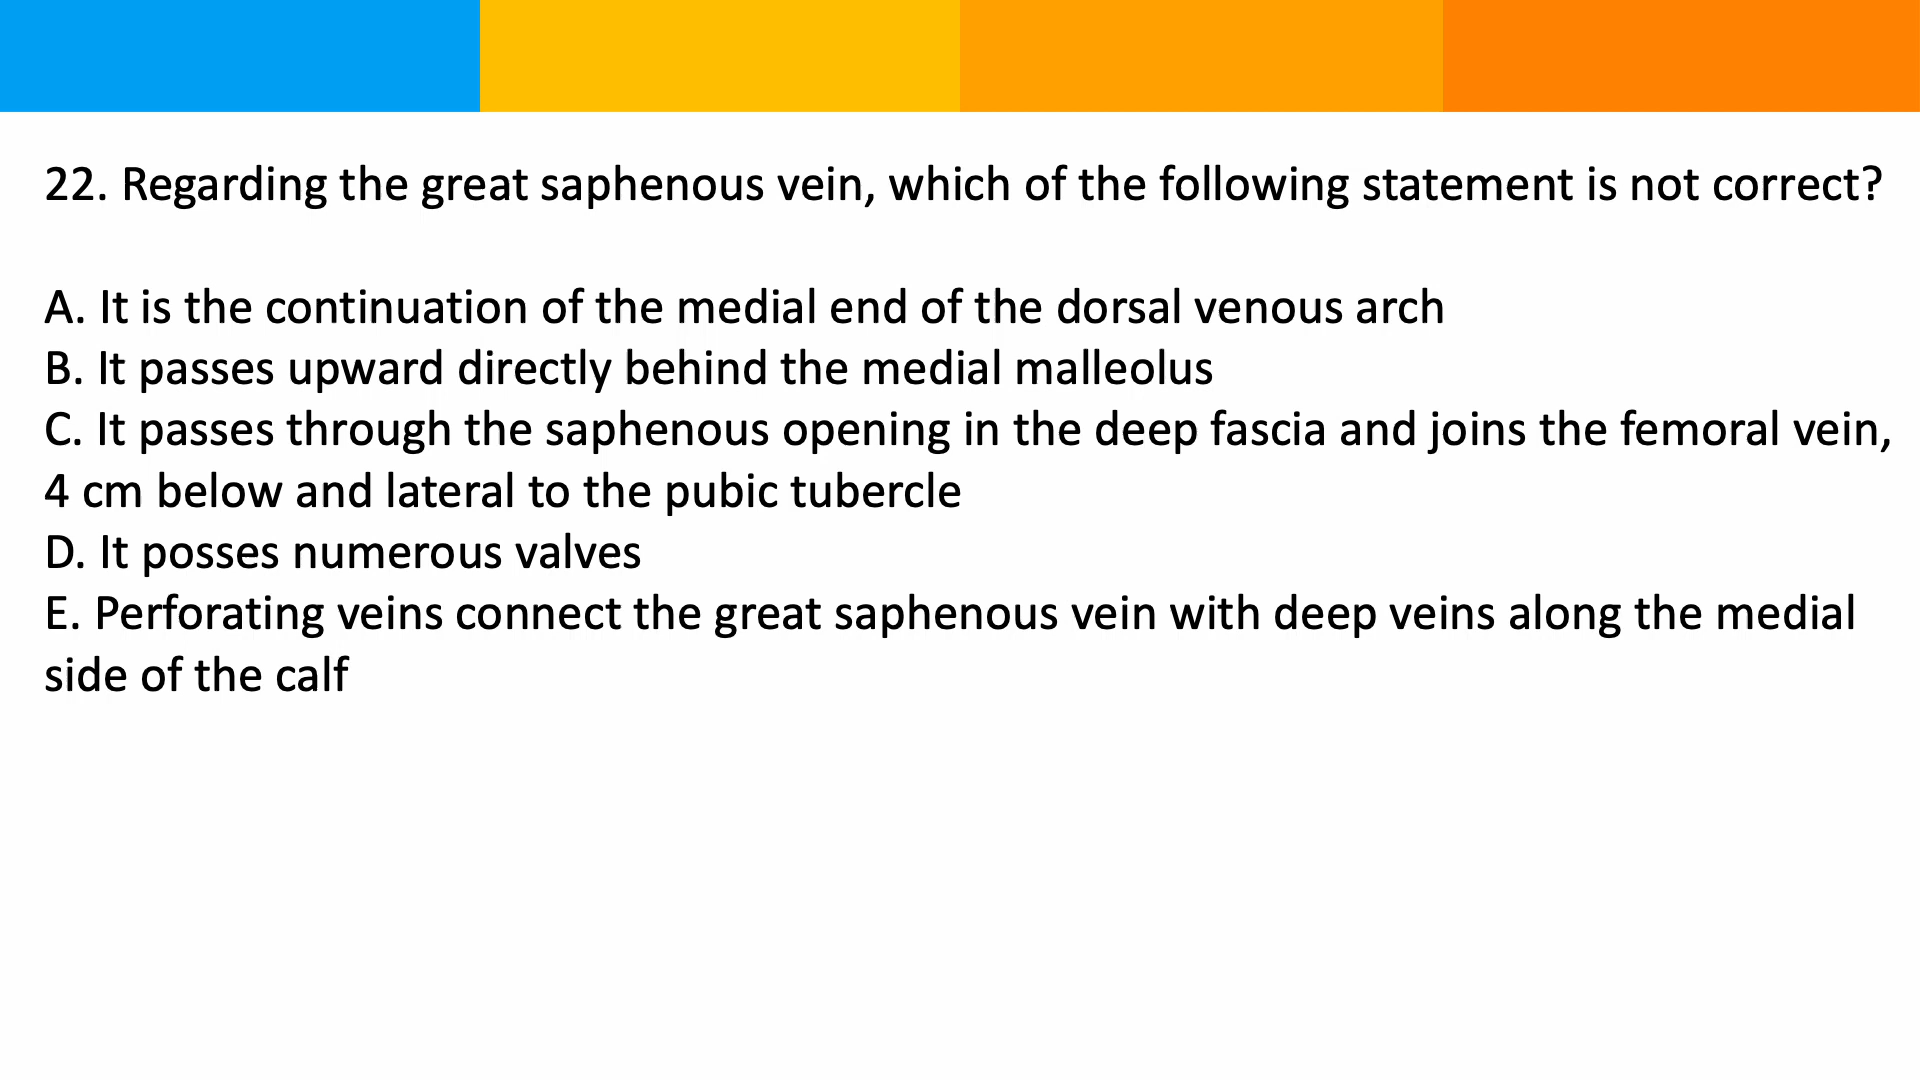 22. Regarding the great saphenous vein, which of the following statement is not correct?
A. It is the continuation of the medial end of the dorsal venous arch
B. It passes upward directly behind the medial malleolus
C. It passes through the saphenous opening in the deep fascia and joins the femoral vein,
4 cm below and lateral to the pubic tubercle
D. It posses numerous valves
E. Perforating veins connect the great saphenous vein with deep veins along the medial
side of the calf